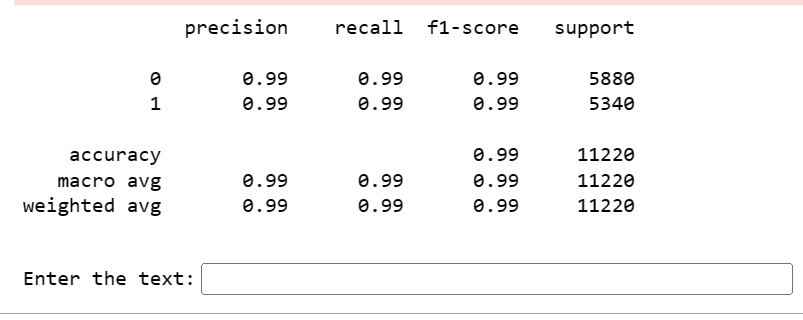 precision recall f1-score support
0 0.99 0.99 0.99 5880
1 0.99 0.99 0.99 5340
accuracy 0.99 11220
macro avg 0.99 0.99 0.99 11220
weighted avg 0.99 0.99 0.99 11220
Enter the text: